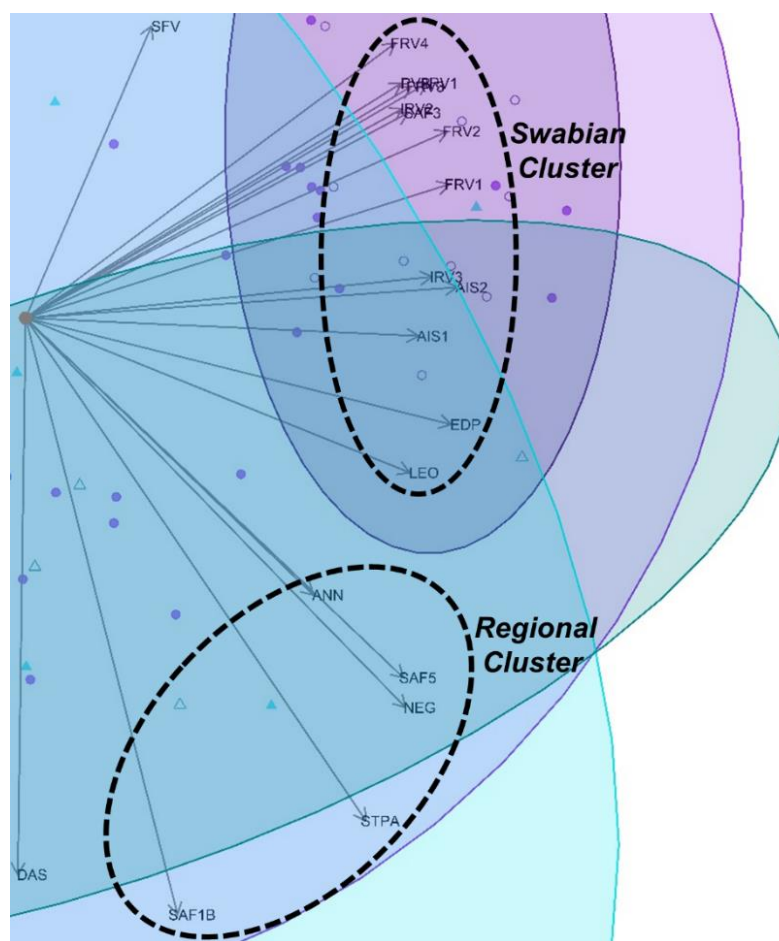 SFV
FRV4
IRV2
SAF3
FRV2
Swabian
Cluster
FRV1
IRV3
AIS2
AIS1
EDP
LEO
ANN
Regional
Cluster
SAF5
NEG
STPA
DAS
SAF1B